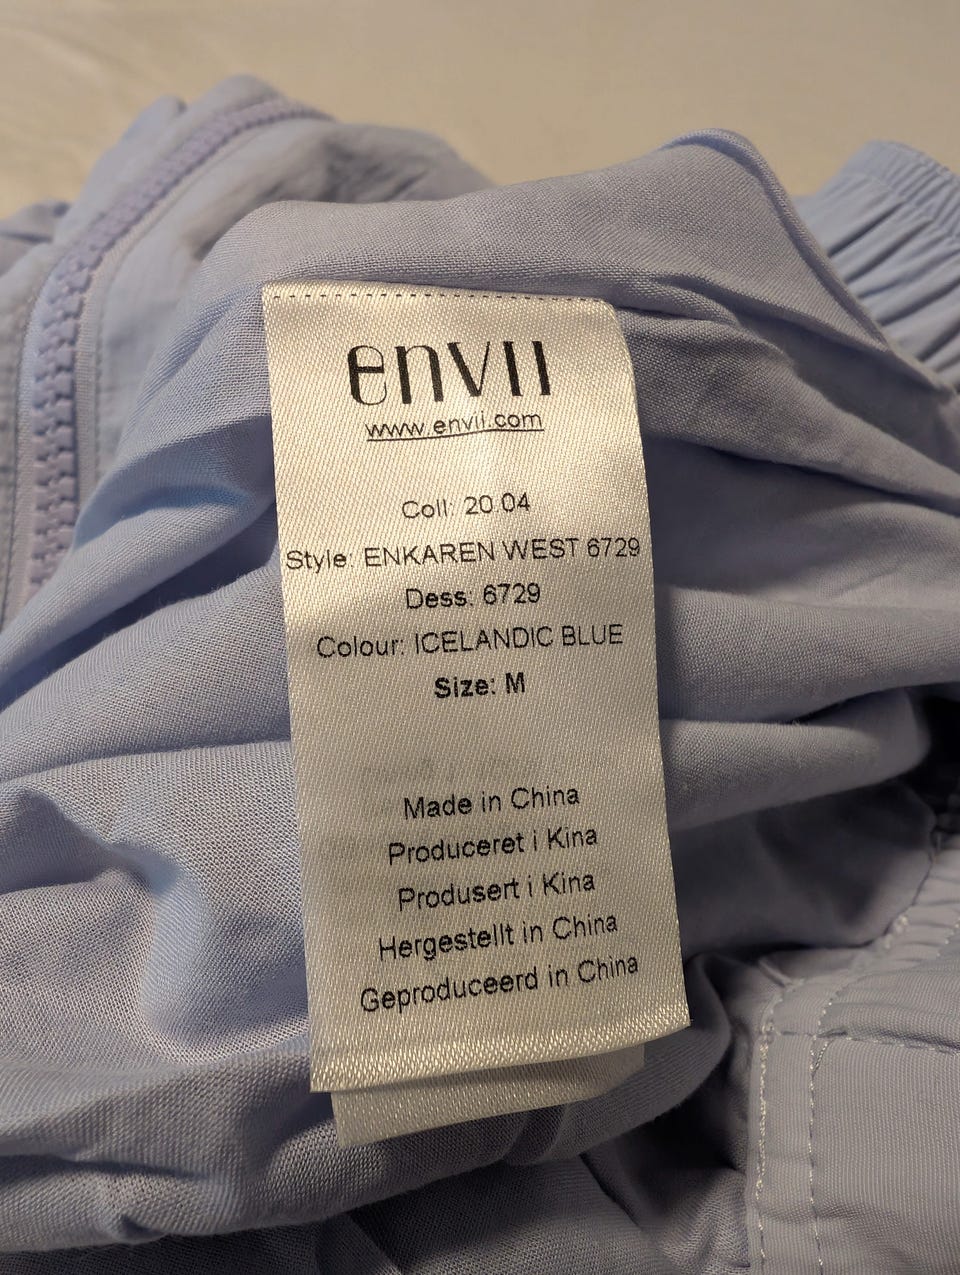 envii
www.envii.com
Coll: 20 04
Style: ENKAREN WEST 6729
Dess: 6729
Colour: ICELANDIC BLUE
Size: M
Made in China
Produceret i Kina
Produsert i Kina
Hergestellt in China
Geproduceerd in China